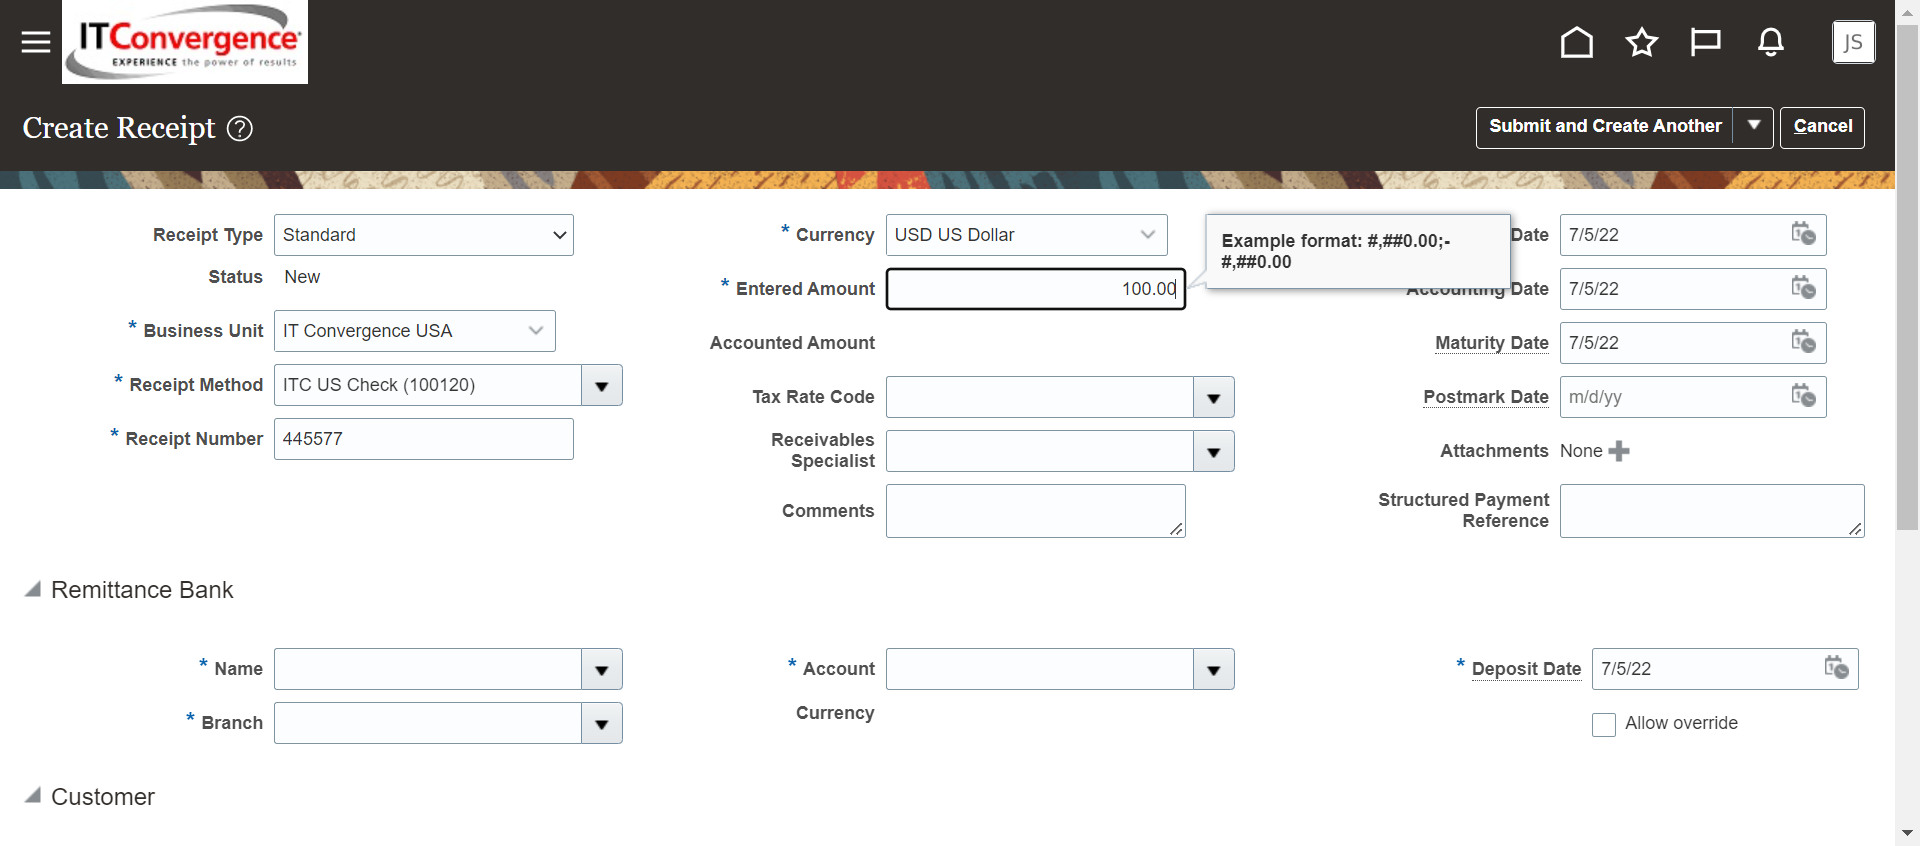 ITConvergence
EXPERIENCE the power of results
JS
Create Receipt ?
Submit and Create Another
Cancel
Receipt Type Standard
Status New
* Business Unit IT Convergence USA
* Receipt Method ITC US Check (100120)
* Receipt Number 445577
* Currency USD US Dollar
* Entered Amount 100.00
Example format: #,##0.00;-
#,##0.00
Accounted Amount
Tax Rate Code
Receivables
Specialist
Comments
Date 7/5/22
Accounting Date 7/5/22
Maturity Date 7/5/22
Postmark Date m/d/yy
Attachments None
Structured Payment
Reference
Remittance Bank
* Name
* Branch
* Account
Currency
* Deposit Date 7/5/22
Allow override
Customer